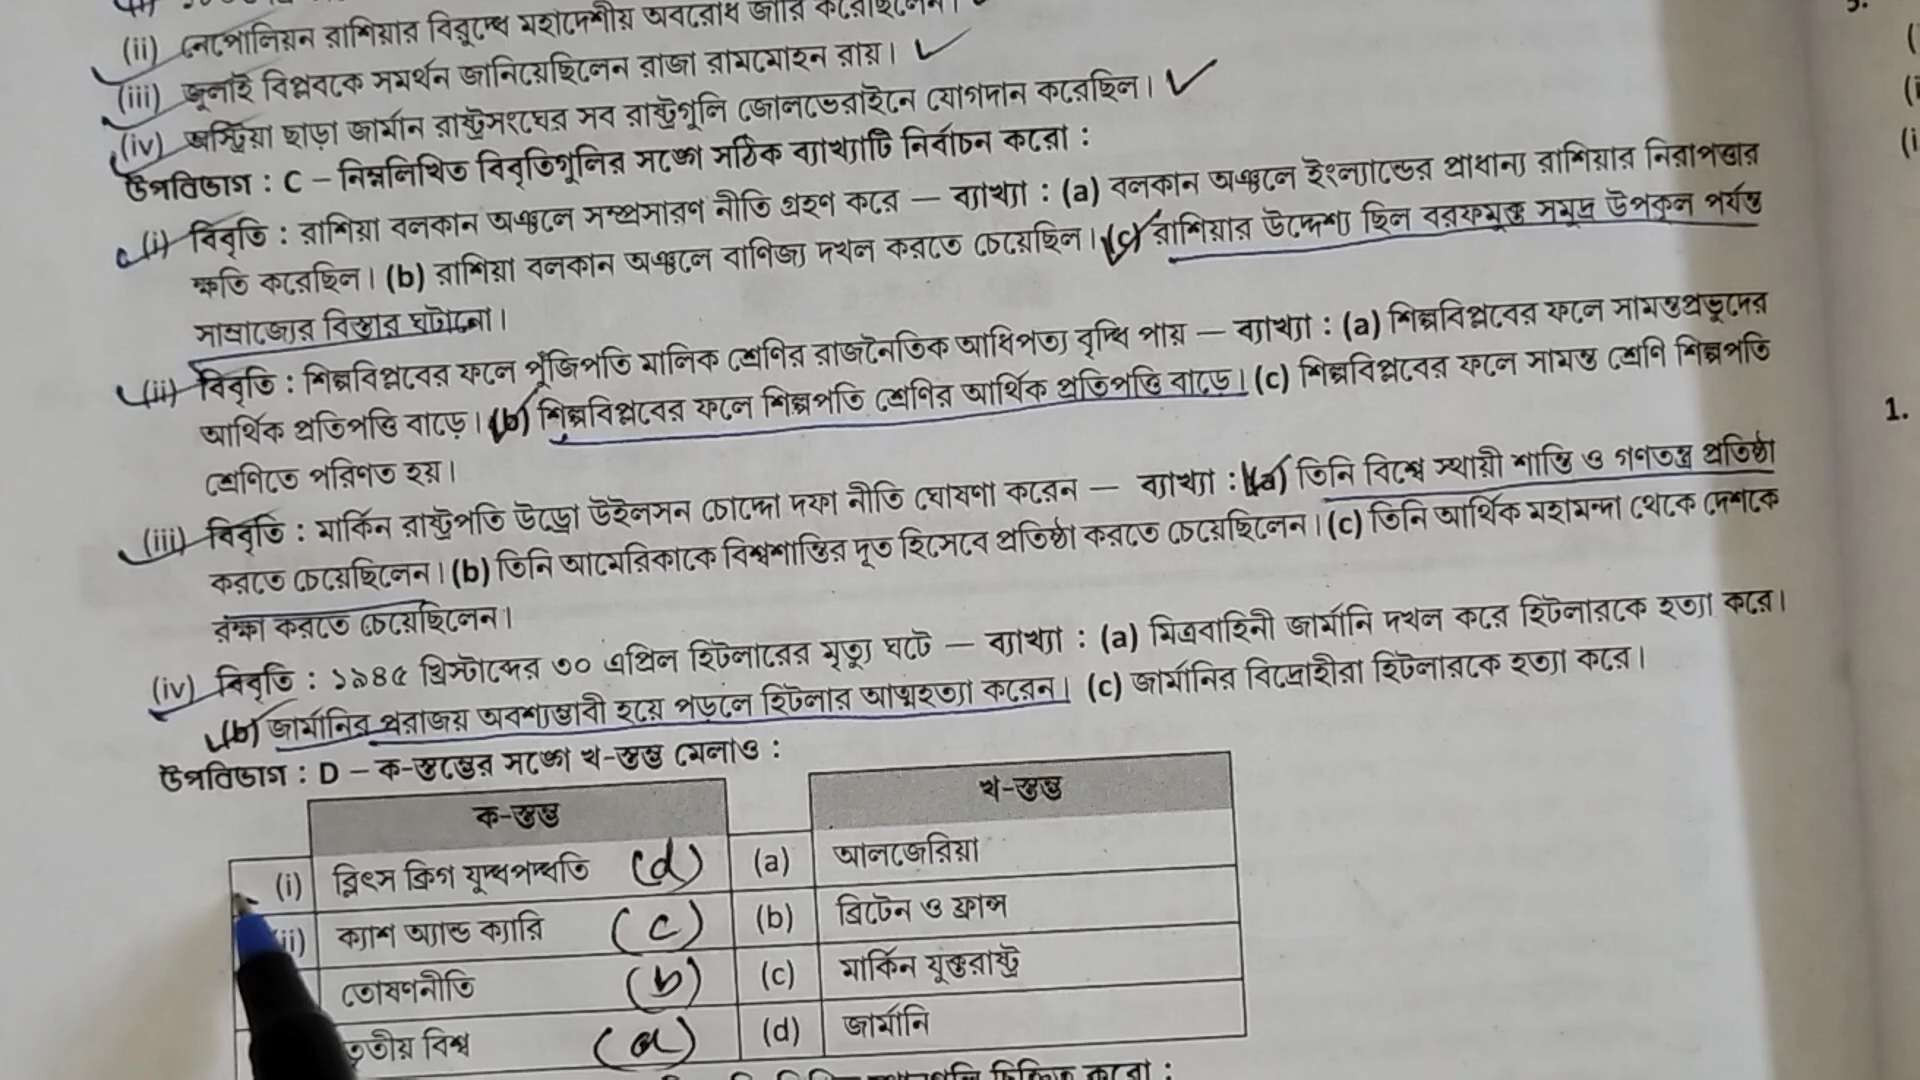 (ii) নেপোলিয়ন রাশিয়ার বিরুদ্ধে মহাদেশীয় অবরোধ জারি করেছিলেন।
(iii) জুলাই বিপ্লবকে সমর্থন জানিয়েছিলেন রাজা রামমোহন রায়। ✓
(iv) অস্ট্রিয়া ছাড়া জার্মান রাষ্ট্রসংঘের সব রাষ্ট্রগুলি জোলভেরাইনে যোগদান করেছিল। ✓
উপবিভাগ : C – নিম্নলিখিত বিবৃতিগুলির সঙ্গে সঠিক ব্যাখ্যাটি নির্বাচন করো :
(i) বিবৃতি : রাশিয়া বলকান অঞ্চলে সম্প্রসারণ নীতি গ্রহণ করে — ব্যাখ্যা : (a) বলকান অঞ্চলে ইংল্যান্ডের প্রাধান্য রাশিয়ার নিরাপত্তার
ক্ষতি করেছিল। (b) রাশিয়া বলকান অঞ্চলে বাণিজ্য দখল করতে চেয়েছিল। (c) রাশিয়ার উদ্দেশ্য ছিল বরফমুক্ত সমুদ্র উপকূল পর্যন্ত
সাম্রাজ্যের বিস্তার ঘটানো।
(ii) বিবৃতি : শিল্পবিপ্লবের ফলে পুঁজিপতি মালিক শ্রেণির রাজনৈতিক আধিপত্য বৃদ্ধি পায় — ব্যাখ্যা : (a) শিল্পবিপ্লবের ফলে সামন্তপ্রভুদের
আর্থিক প্রতিপত্তি বাড়ে। (b) শিল্পবিপ্লবের ফলে শিল্পপতি শ্রেণির আর্থিক প্রতিপত্তি বাড়ে। (c) শিল্পবিপ্লবের ফলে সামন্ত শ্রেণি শিল্পপতি
শ্রেণিতে পরিণত হয়।
(iii) বিবৃতি : মার্কিন রাষ্ট্রপতি উড্রো উইলসন চোদ্দো দফা নীতি ঘোষণা করেন — ব্যাখ্যা : (a) তিনি বিশ্বে স্থায়ী শান্তি ও গণতন্ত্র প্রতিষ্ঠা
করতে চেয়েছিলেন। (b) তিনি আমেরিকাকে বিশ্বশান্তির দূত হিসেবে প্রতিষ্ঠা করতে চেয়েছিলেন। (c) তিনি আর্থিক মহামন্দা থেকে দেশকে
রক্ষা করতে চেয়েছিলেন।
(iv) বিবৃতি : ১৯৪৫ খ্রিস্টাব্দের ৩০ এপ্রিল হিটলারের মৃত্যু ঘটে — ব্যাখ্যা : (a) মিত্রবাহিনী জার্মানি দখল করে হিটলারকে হত্যা করে।
(b) জার্মানির পরাজয় অবশ্যম্ভাবী হয়ে পড়লে হিটলার আত্মহত্যা করেন। (c) জার্মানির বিদ্রোহীরা হিটলারকে হত্যা করে।
উপবিভাগ : D – ক-স্তম্ভের সঙ্গে খ-স্তম্ভ মেলাও :
ক-স্তম্ভ খ-স্তম্ভ
(i) ব্লিৎস ক্রিগ যুদ্ধপদ্ধতি (d) (a) আলজেরিয়া
ii) ক্যাশ অ্যান্ড ক্যারি (c) (b) ব্রিটেন ও ফ্রান্স
তোষণনীতি (b) (c) মার্কিন যুক্তরাষ্ট্র
তৃতীয় বিশ্ব (a) (d) জার্মানি
করো :
1.